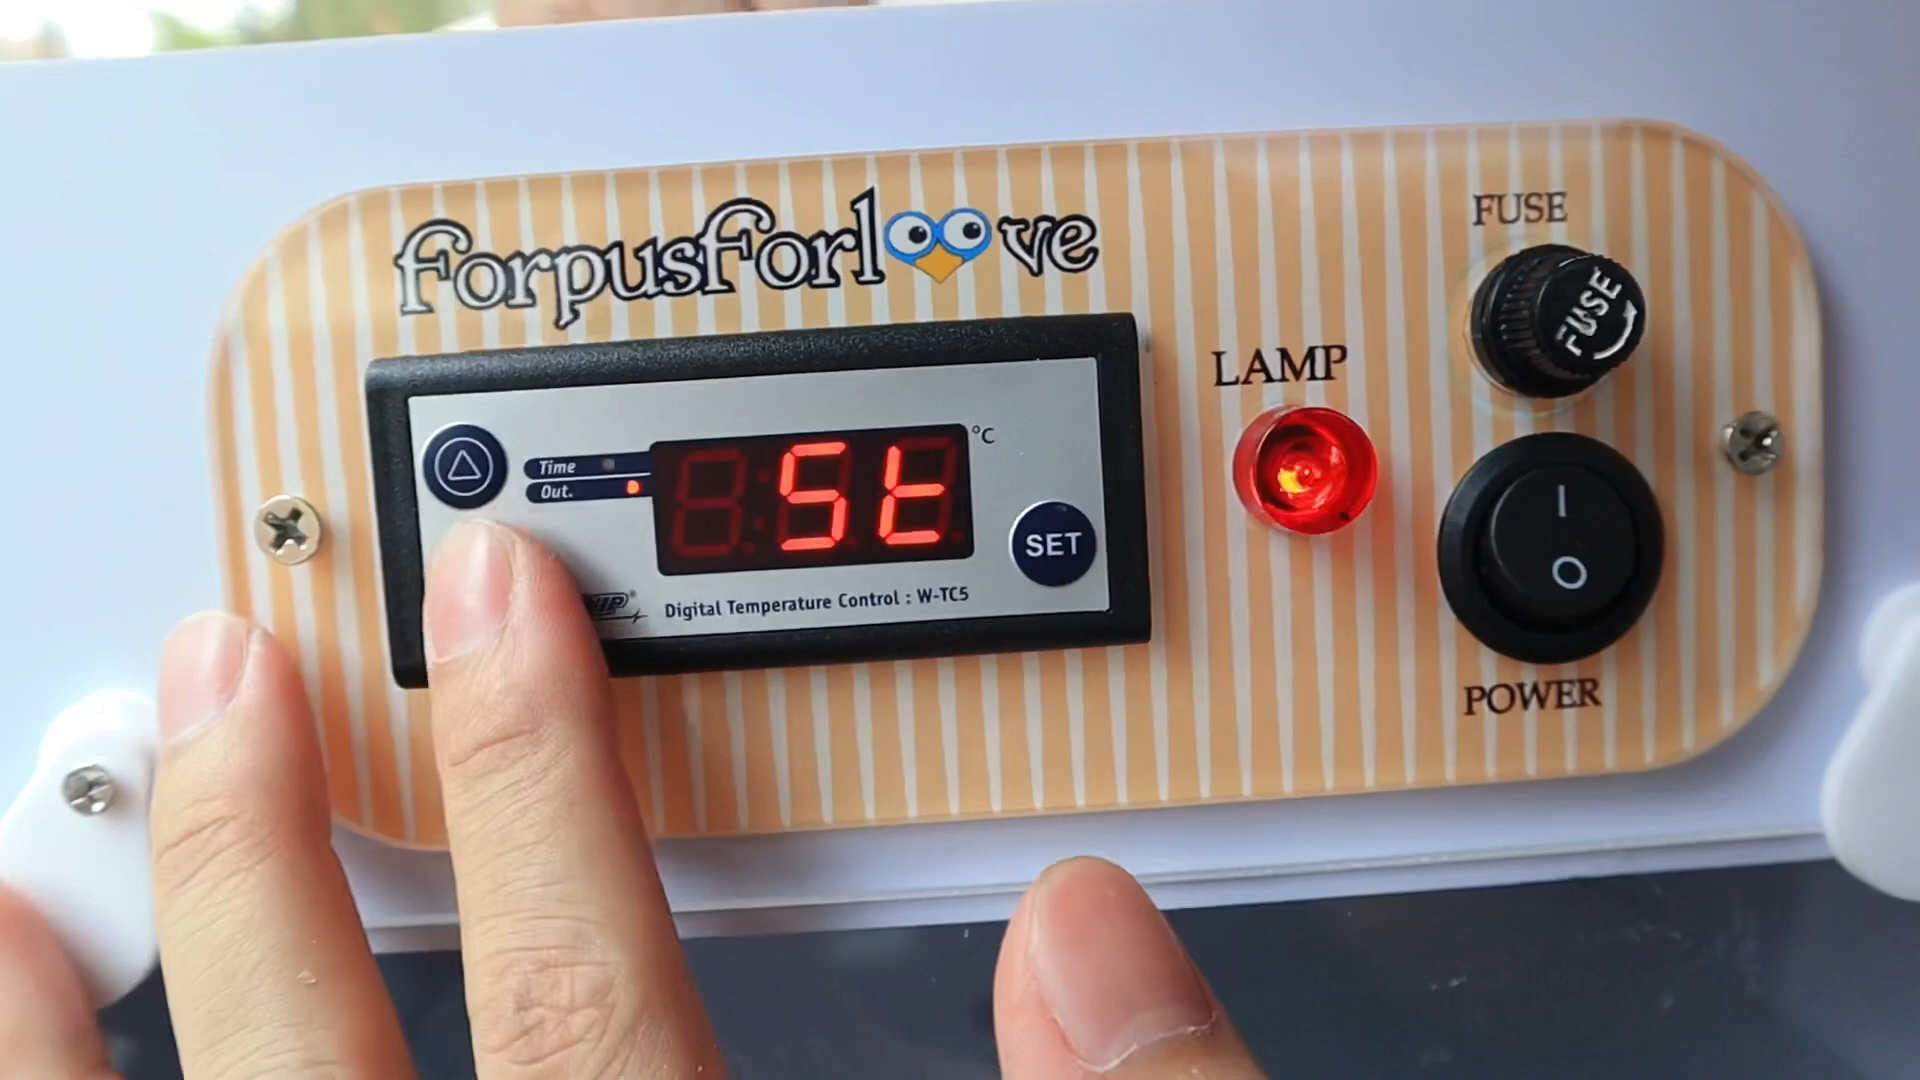 ForpusForlove
FUSE
FUSE
LAMP
°C
Time
Out.
St
SET
Digital Temperature Control : W-TC5
I
O
POWER